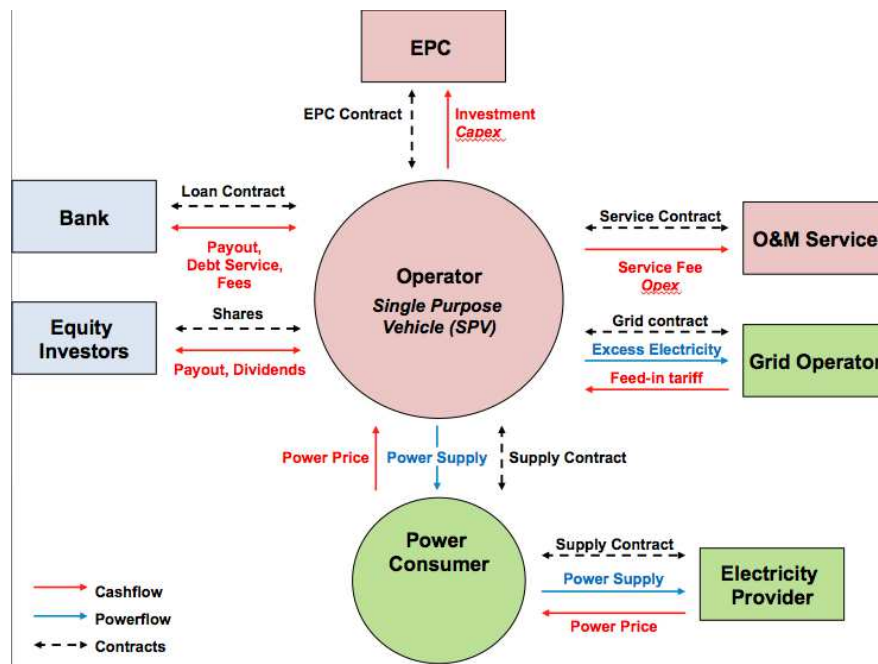 EPC
EPC Contract
Investment
Capex
Bank
Loan Contract
Payout,
Debt Service,
Fees
Equity
Investors
Shares
Payout, Dividends
Operator
Single Purpose
Vehicle (SPV)
Service Contract
O&M Service
Service Fee
Opex
Grid contract
Excess Electricity
Grid Operator
Feed-in tariff
Power Price
Power Supply
Supply Contract
Power
Consumer
Supply Contract
Power Supply
Electricity
Provider
Power Price
Cashflow
Powerflow
Contracts